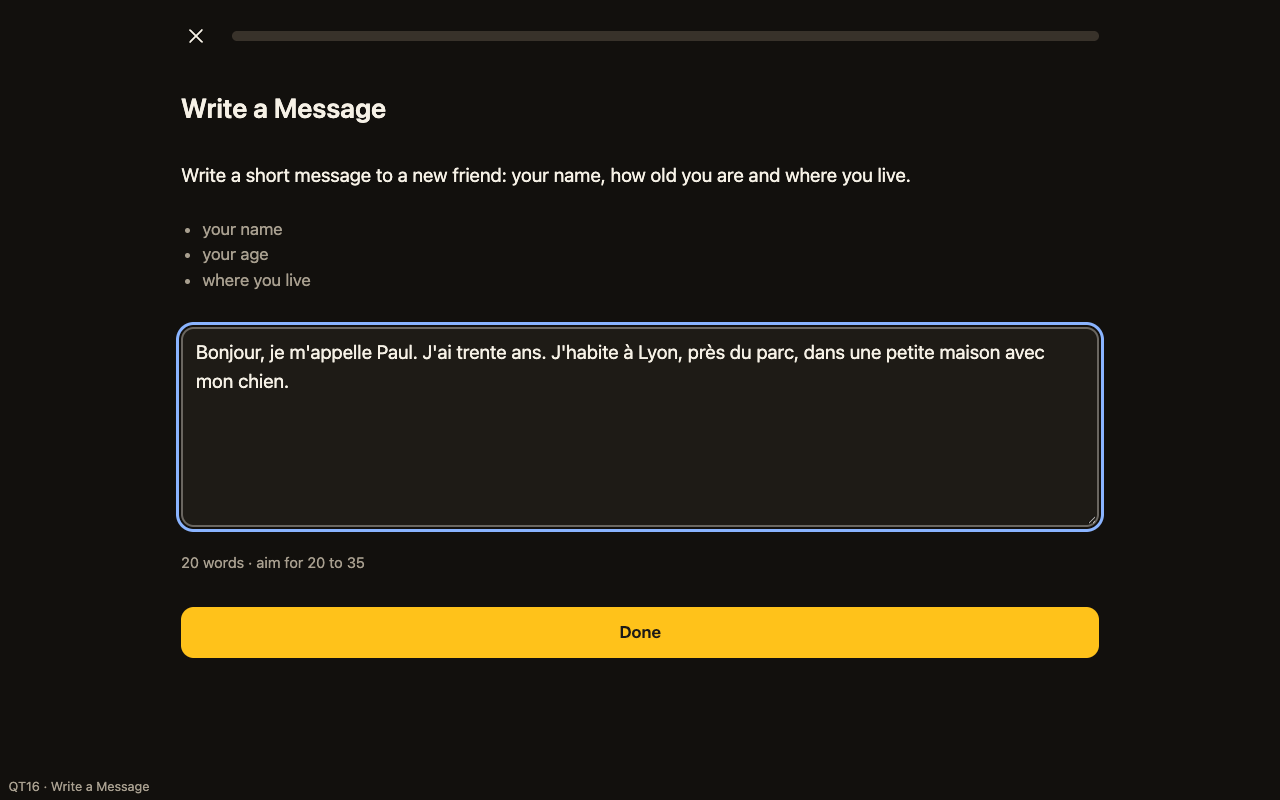 Write a Message
Write a short message to a new friend: your name, how old you are and where you live.
• your name
• your age
• where you live
Bonjour, je m'appelle Paul. J'ai trente ans. J'habite à Lyon, près du parc, dans une petite maison avec
mon chien.
20 words · aim for 20 to 35
Done
QT16 · Write a Message